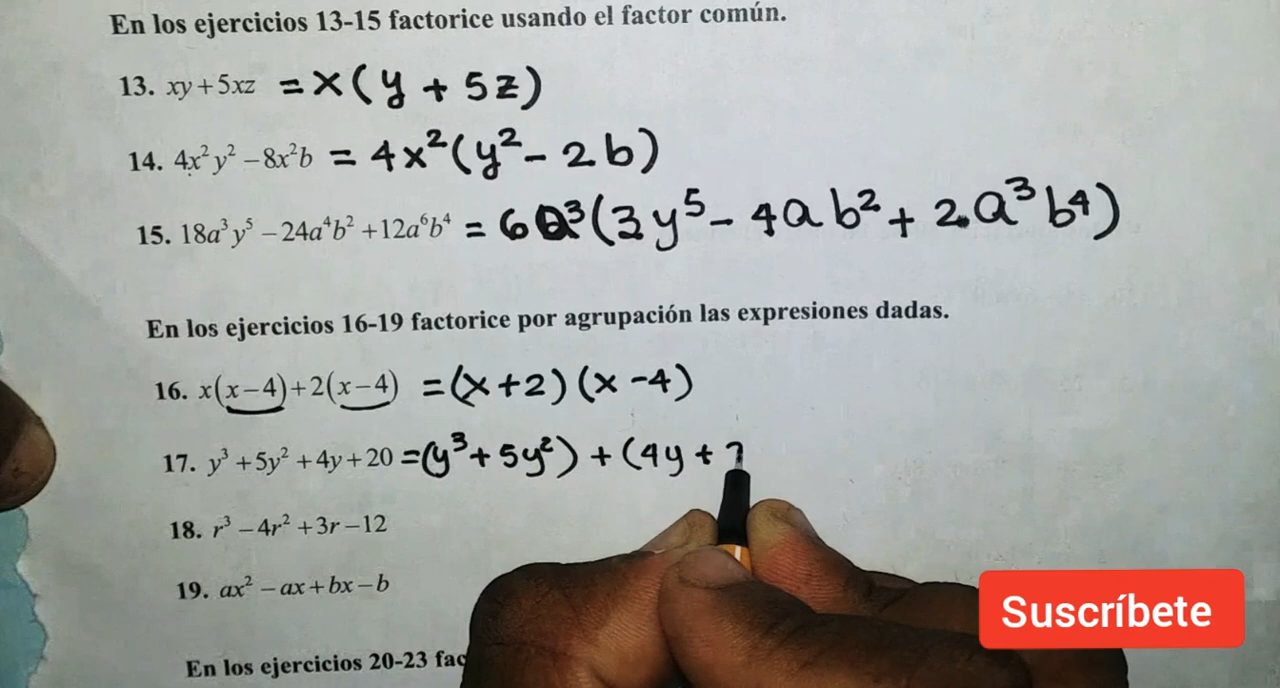 En los ejercicios 13-15 factorice usando el factor común.
13. xy+5xz = x(y + 5z)
14. 4x²y² – 8x²b = 4x²(y² - 2b)
15. 18a³y⁵ – 24a⁴b² +12a⁶b⁴ = 6a³(3y⁵ - 4ab² + 2a³b⁴)
En los ejercicios 16-19 factorice por agrupación las expresiones dadas.
16. x(x–4)+2(x–4) = (x+2)(x-4)
17. y³ +5y² +4y+20 = (y³+5y²) + (4y +
18. r³ – 4r² +3r –12
19. ax² – ax+bx–b
Suscríbete
En los ejercicios 20-23 fac